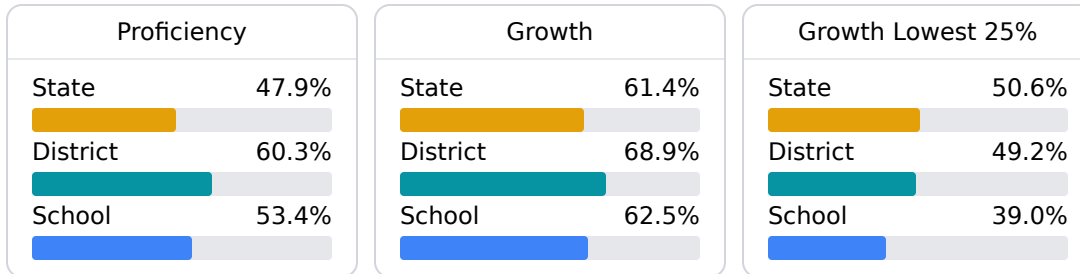 Proficiency
State 47.9%
District 60.3%
School 53.4%
Growth
State 61.4%
District 68.9%
School 62.5%
Growth Lowest 25%
State 50.6%
District 49.2%
School 39.0%